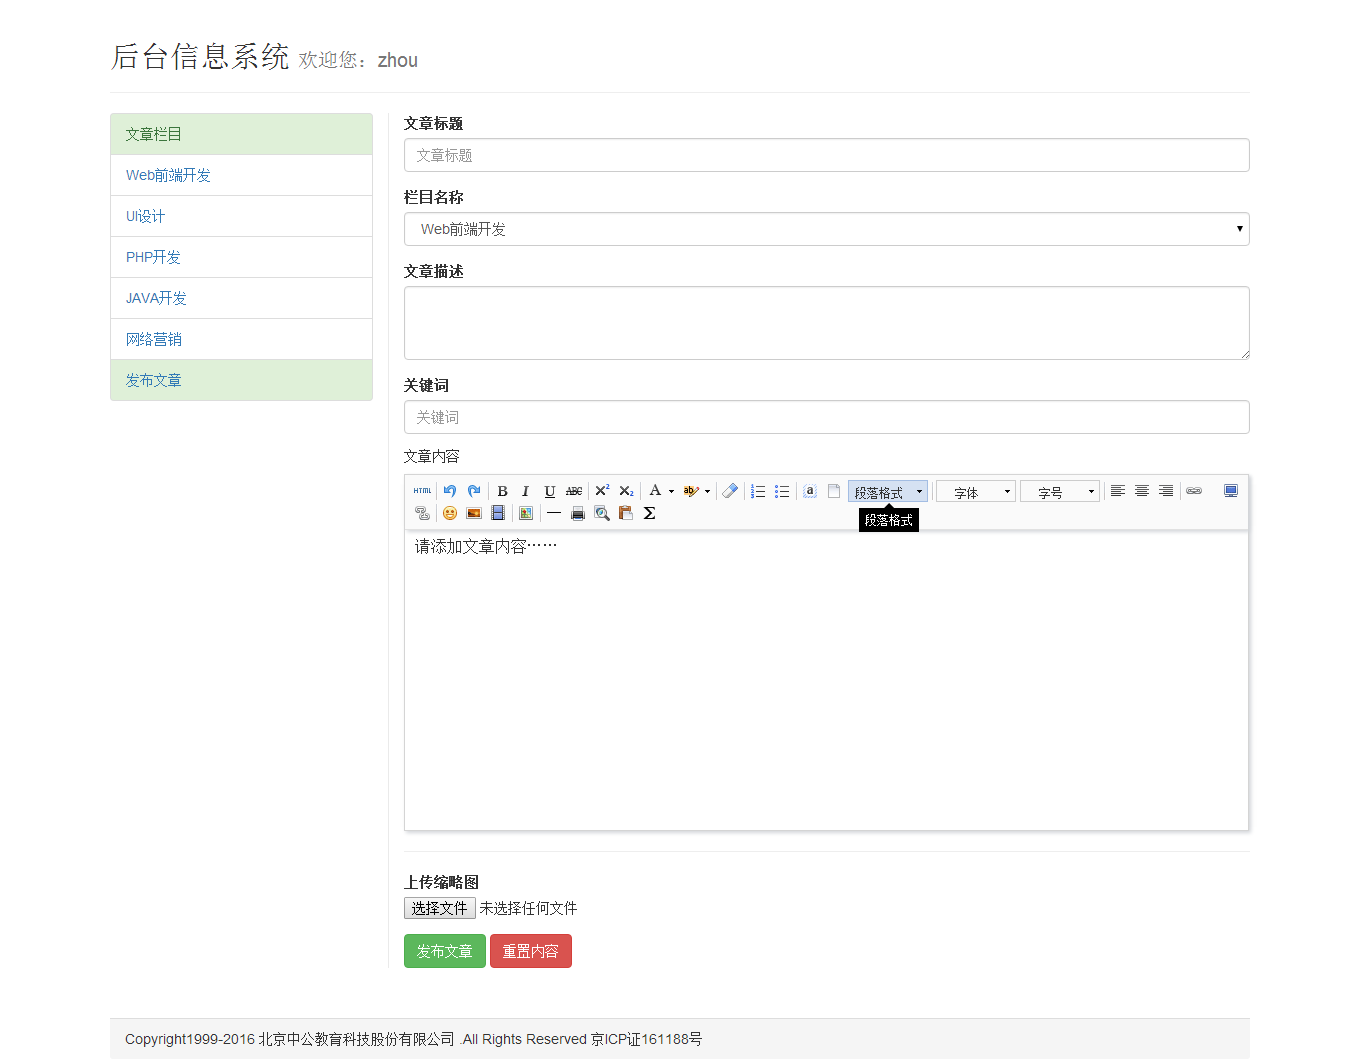 后台信息系统 欢迎您：zhou
文章栏目
Web前端开发
UI设计
PHP开发
JAVA开发
网络营销
发布文章
文章标题
文章标题
栏目名称
Web前端开发
文章描述
关键词
关键词
文章内容
HTML B I U ABC X² X₂ A ab a 段落格式 字体 字号
Σ 段落格式
请添加文章内容……
上传缩略图
选择文件 未选择任何文件
发布文章 重置内容
Copyright1999-2016 北京中公教育科技股份有限公司 .All Rights Reserved 京ICP证161188号